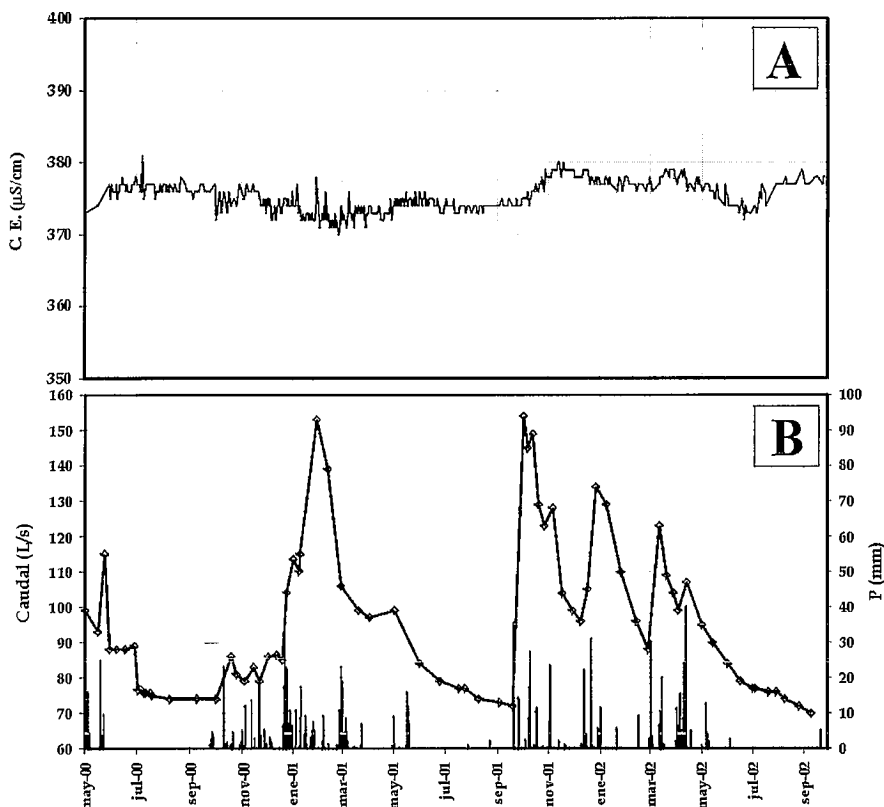 400
390
380
370
360
350
C. E. (µS/cm)
A
160
150
140
130
120
110
100
90
80
70
60
Caudal (L/s)
B
100
90
80
70
60
50
40
30
20
10
0
P (mm)
may-00
jul-00
sep-00
nov-00
ene-01
mar-01
may-01
jul-01
sep-01
nov-01
ene-02
mar-02
may-02
jul-02
sep-02